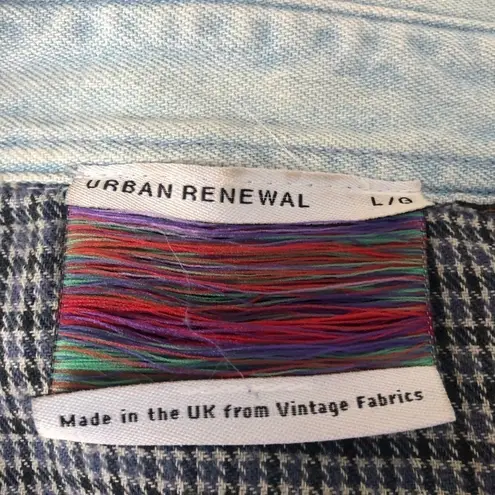 URBAN RENEWAL L/G
Made in the UK from Vintage Fabrics